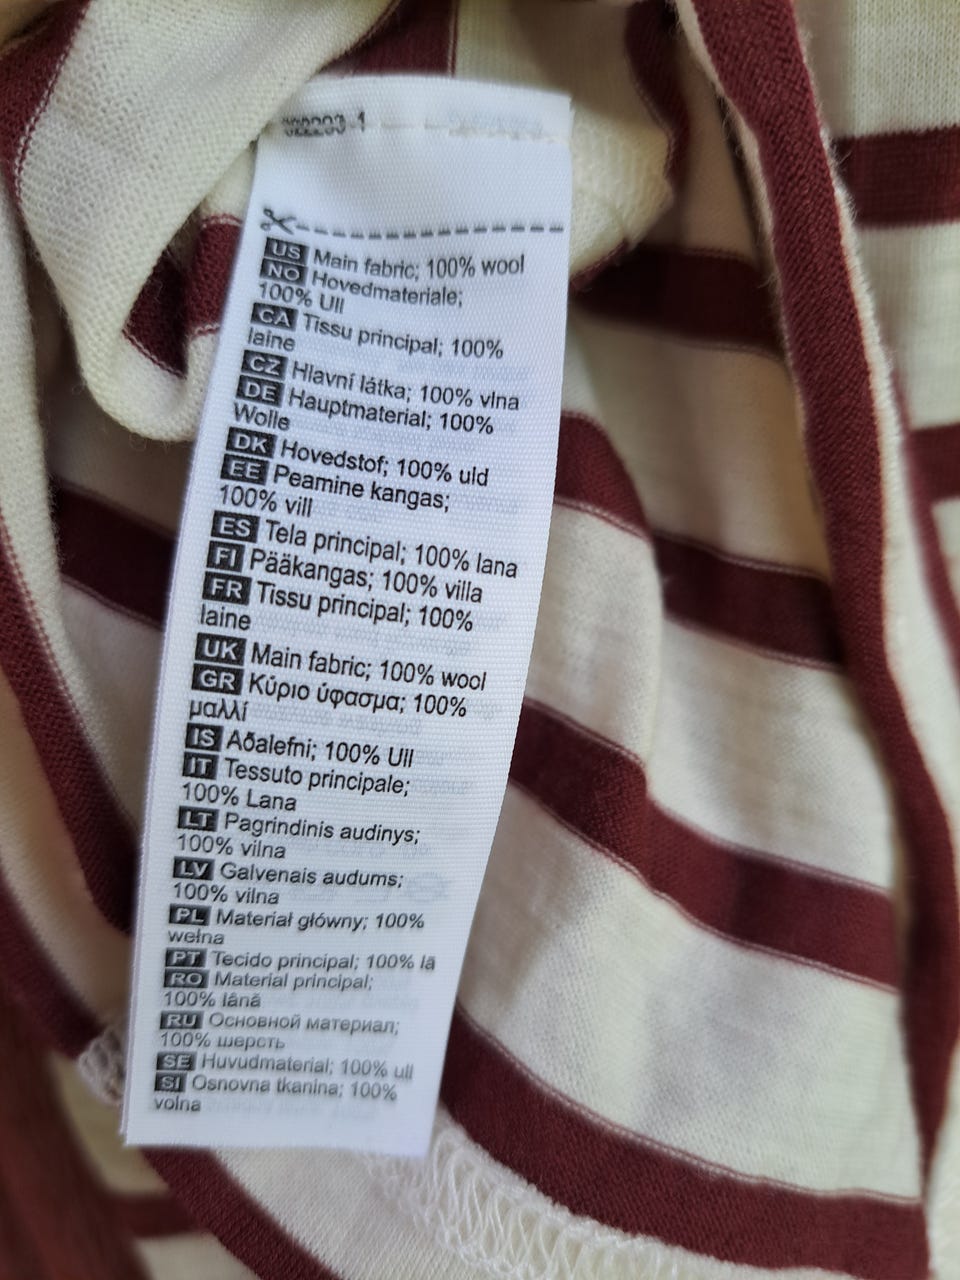 US Main fabric; 100% wool
NO Hovedmateriale;
100% Ull
CA Tissu principal; 100%
laine
CZ Hlavní látka; 100% vlna
DE Hauptmaterial; 100%
Wolle
DK Hovedstof; 100% uld
EE Peamine kangas;
100% vill
ES Tela principal; 100% lana
FI Pääkangas; 100% villa
FR Tissu principal; 100%
laine
UK Main fabric; 100% wool
GR Κύριο ύφασμα; 100%
μαλλί
IS Aðalefni; 100% Ull
IT Tessuto principale;
100% Lana
LT Pagrindinis audinys;
100% vilna
LV Galvenais audums;
100% vilna
PL Materiał główny; 100%
wełna
PT Tecido principal; 100% lã
RO Material principal;
100% lână
RU Основной материал;
100% шерсть
SE Huvudmaterial; 100% ull
SI Osnovna tkanina; 100%
volna